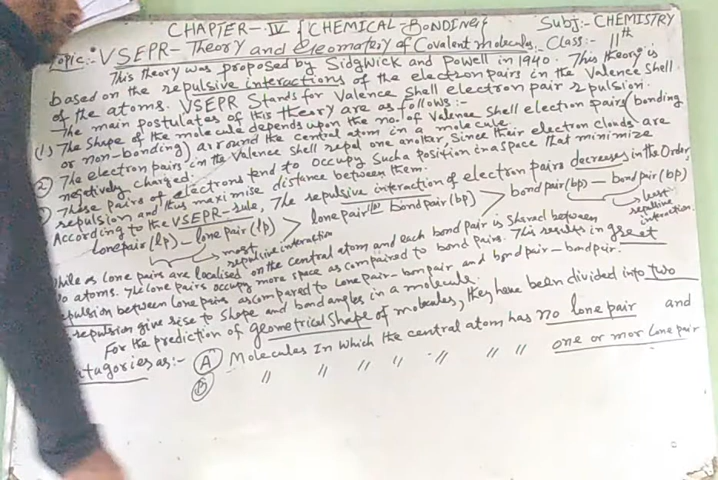 CHAPTER-IV { CHEMICAL-BONDING{ Subj:- CHEMISTRY
Topic:- VSEPR-Theory and Geomatery of Covalent molecules. Class:- 11th
This theory was proposed by Sidgwick and Powell in 1940. This theory is
based on the repulsive interactions of the electron pairs in the Valence Shell
of the atoms. VSEPR Stands for Valence shell electron pair repulsion.
The main postulates of this theory are as follows:-
(1) The Shape of the molecule depends upon the no. of Valence Shell electron pairs (bonding
or non-bonding) around the central atom in a molecule.
(2) The electron pairs in the Valence Shell repel one another, Since their electron clouds are
negetively charged.
These pairs of electrons tend to occupy such a position in a space that minimize
repulsion and thus maximise distance between them.
According to the VSEPR-rule, The repulsive interaction of electron pairs decreases in the Order;
lonepair (lp) - lone pair (lp) > lone pair (lp) bond pair (bp) > bond pair (bp) - bond pair (bp)
most repulsive interaction
least repulsive interaction.
While as lone pairs are localised on the central atom and each bond pair is Shared between
two atoms. The lone pairs occupy more space as compared to bond pairs. This results in great
repulsion between Lone pairs as compared to Lone pair-bon pair and bond pair-bond pair.
repulsion give rise to shape and bond angles in a molecule.
For the prediction of geometrical shape of molecules, they have been divided into two
catagories as:- (A) Molecules In which the central atom has no lone pair and
(B) " " " " " " " one or mor Lone pair